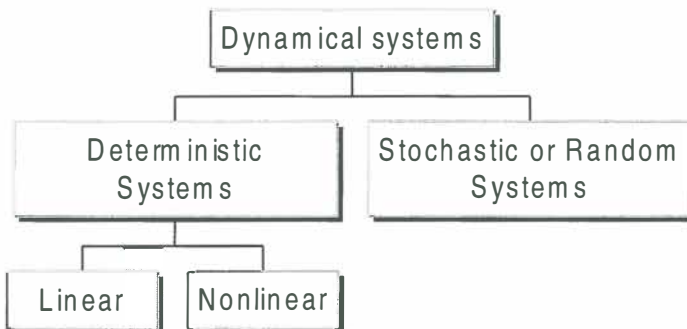 Dynamical systems
Deterministic
Systems
Stochastic or Random
Systems
Linear
Nonlinear